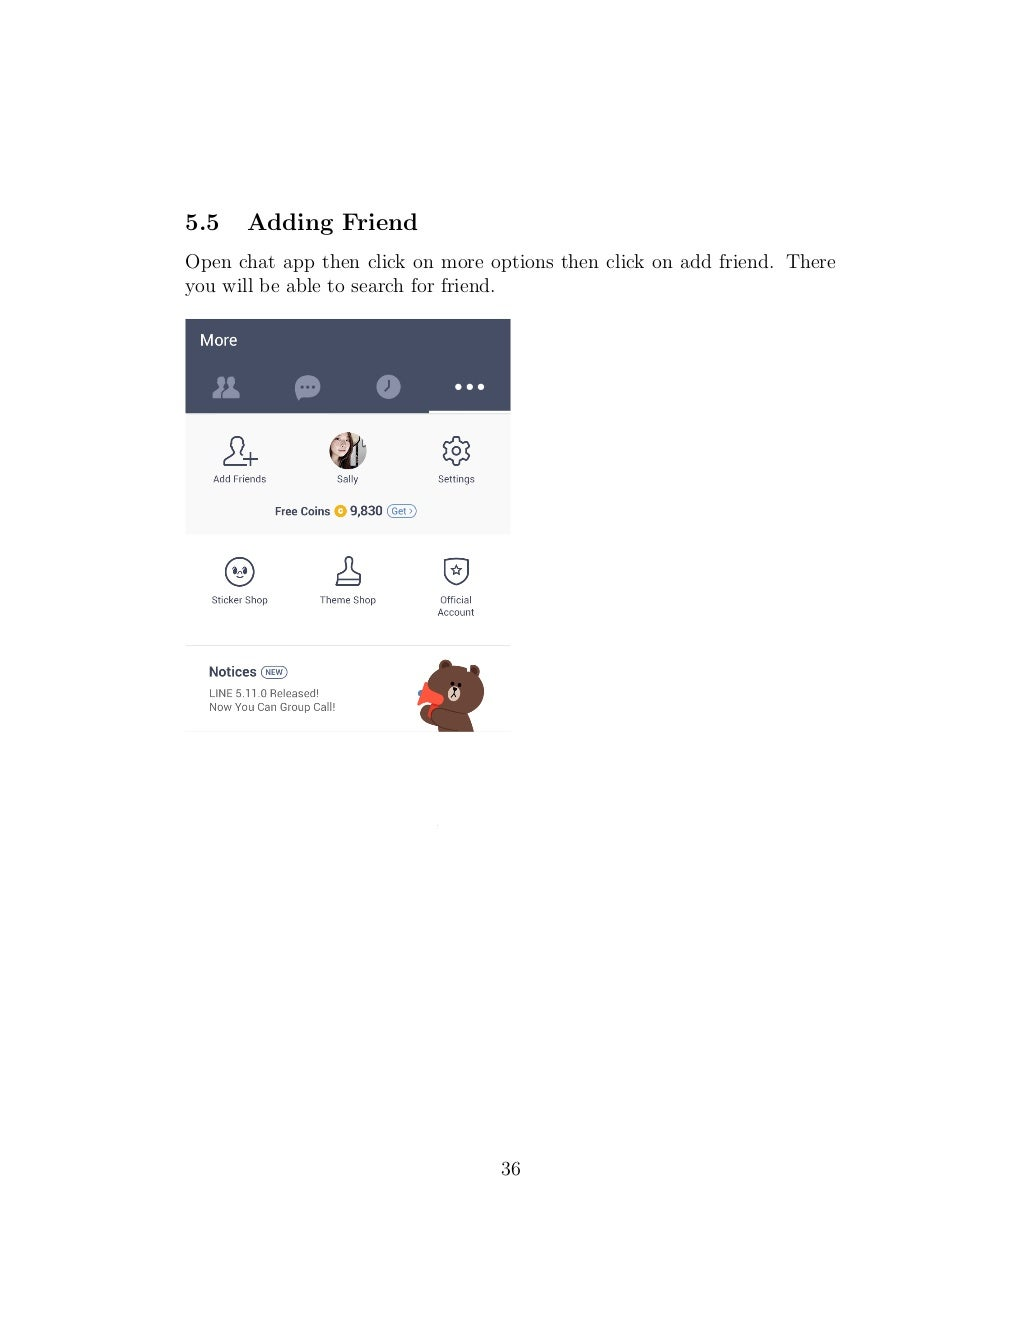 5.5 Adding Friend
Open chat app then click on more options then click on add friend. There
you will be able to search for friend.
More
Add Friends
Sally
Settings
Free Coins 9,830 Get >
Sticker Shop
Theme Shop
Official
Account
Notices NEW
LINE 5.11.0 Released!
Now You Can Group Call!
36